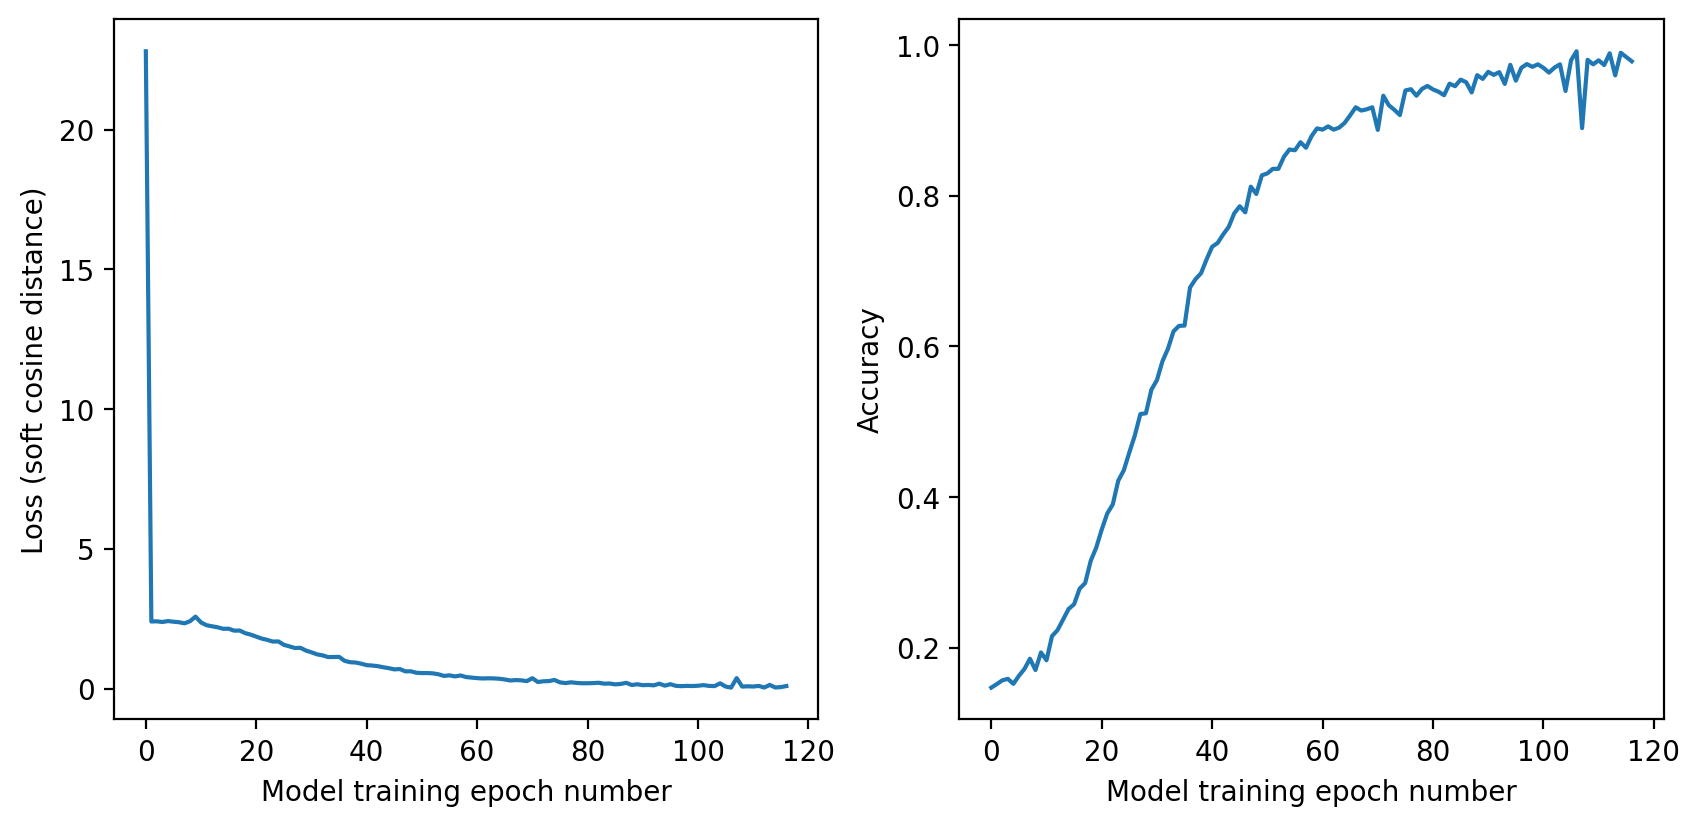 Loss (soft cosine distance)
20
15
10
5
0
0 20 40 60 80 100 120
Model training epoch number
Accuracy
1.0
0.8
0.6
0.4
0.2
0 20 40 60 80 100 120
Model training epoch number